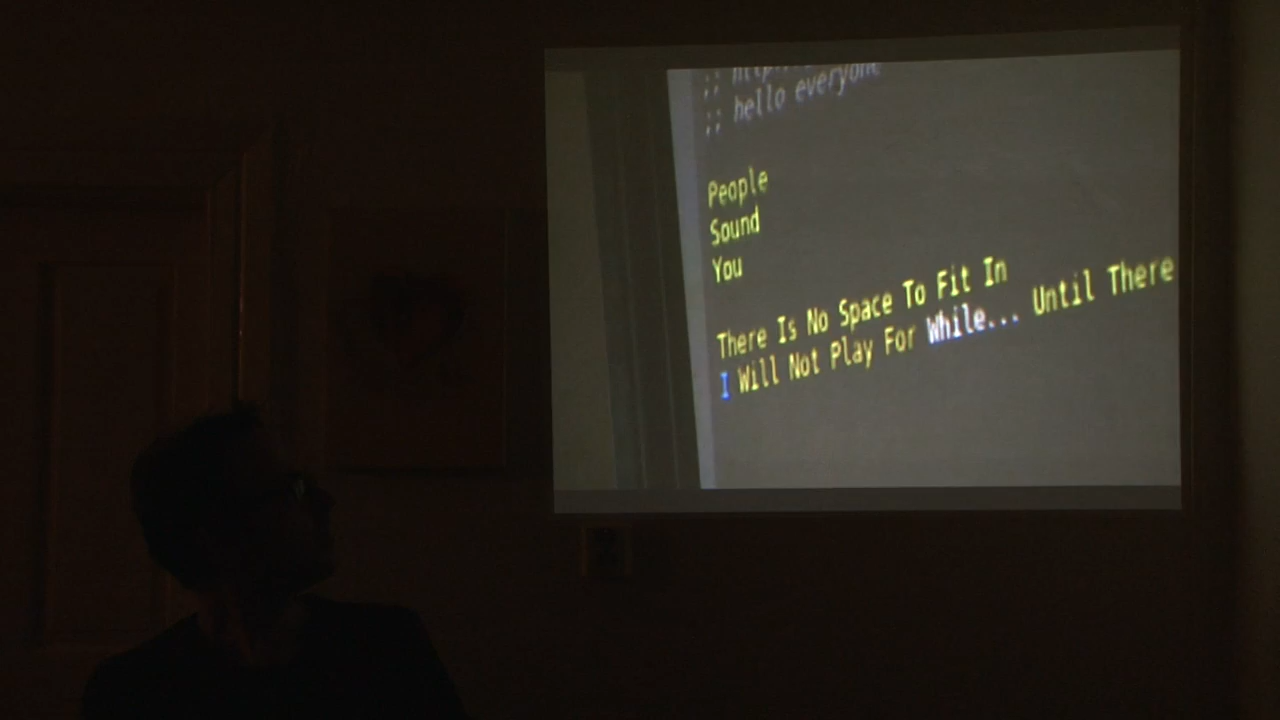 ;; http:
;; hello everyone
People
Sound
You
There Is No Space To Fit In
I Will Not Play For While... Until There